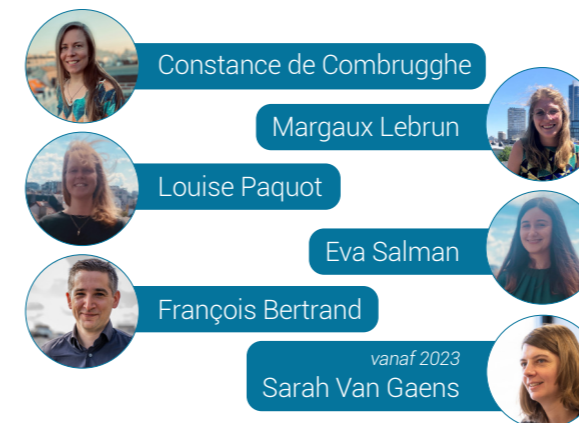 Constance de Combrugghe
Margaux Lebrun
Louise Paquot
Eva Salman
François Bertrand
vanaf 2023
Sarah Van Gaens